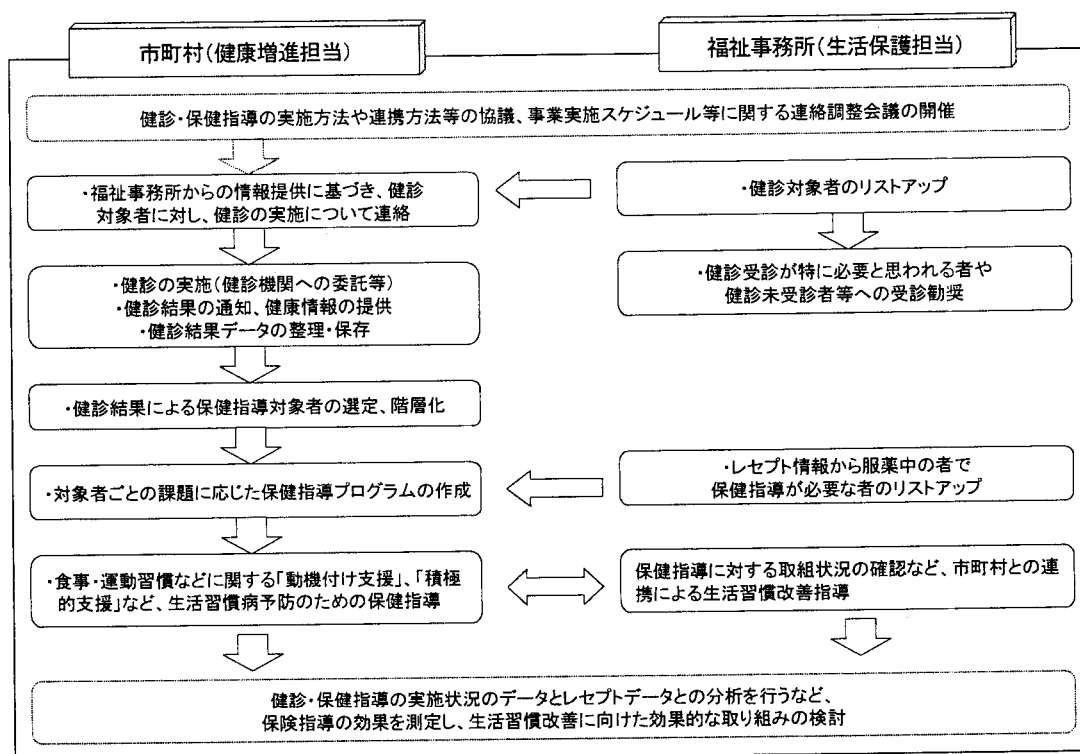 市町村(健康増進担当)
福祉事務所(生活保護担当)
健診・保健指導の実施方法や連携方法等の協議、事業実施スケジュール等に関する連絡調整会議の開催
・福祉事務所からの情報提供に基づき、健診
対象者に対し、健診の実施について連絡
・健診対象者のリストアップ
・健診の実施(健診機関への委託等)
・健診結果の通知、健康情報の提供
・健診結果データの整理・保存
・健診受診が特に必要と思われる者や
健診未受診者等への受診勧奨
・健診結果による保健指導対象者の選定、階層化
・対象者ごとの課題に応じた保健指導プログラムの作成
・レセプト情報から服薬中の者で
保健指導が必要な者のリストアップ
・食事・運動習慣などに関する「動機付け支援」、「積極
的支援」など、生活習慣病予防のための保健指導
保健指導に対する取組状況の確認など、市町村との連
携による生活習慣改善指導
健診・保健指導の実施状況のデータとレセプトデータとの分析を行うなど、
保険指導の効果を測定し、生活習慣改善に向けた効果的な取り組みの検討